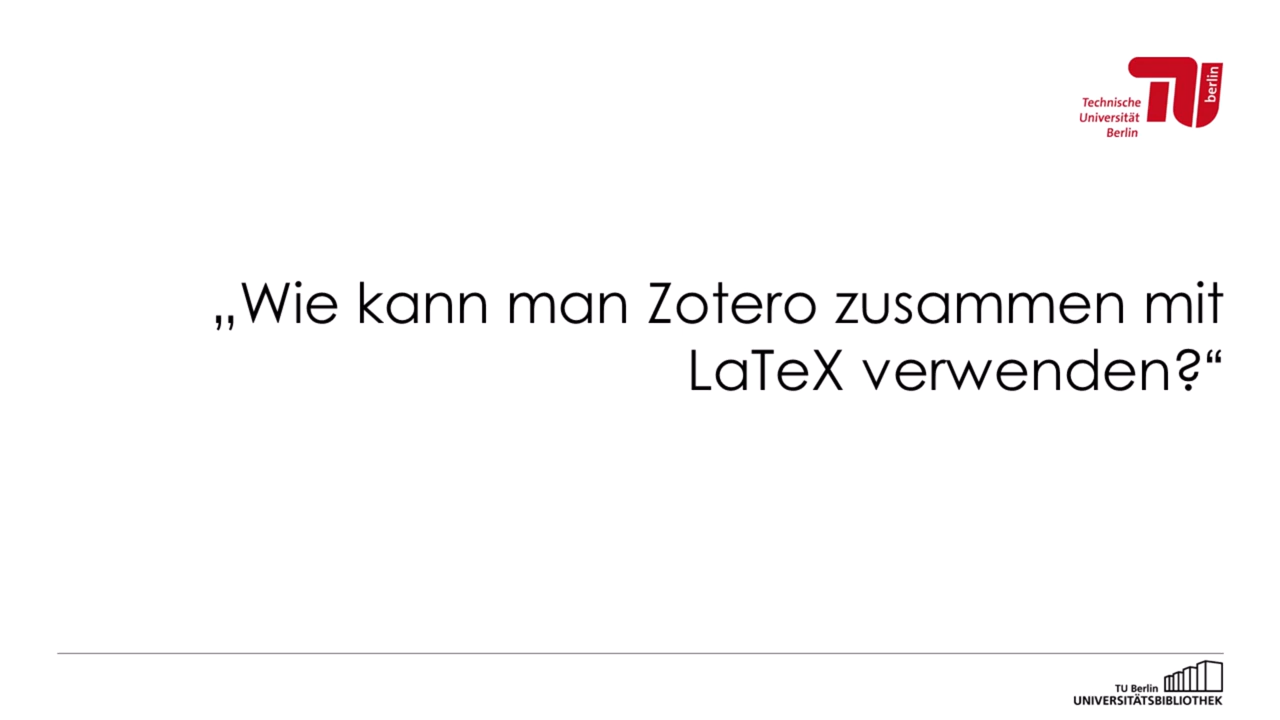 berlin
Technische
Universität
Berlin
„Wie kann man Zotero zusammen mit
LaTeX verwenden?“
TU Berlin
UNIVERSITÄTSBIBLIOTHEK